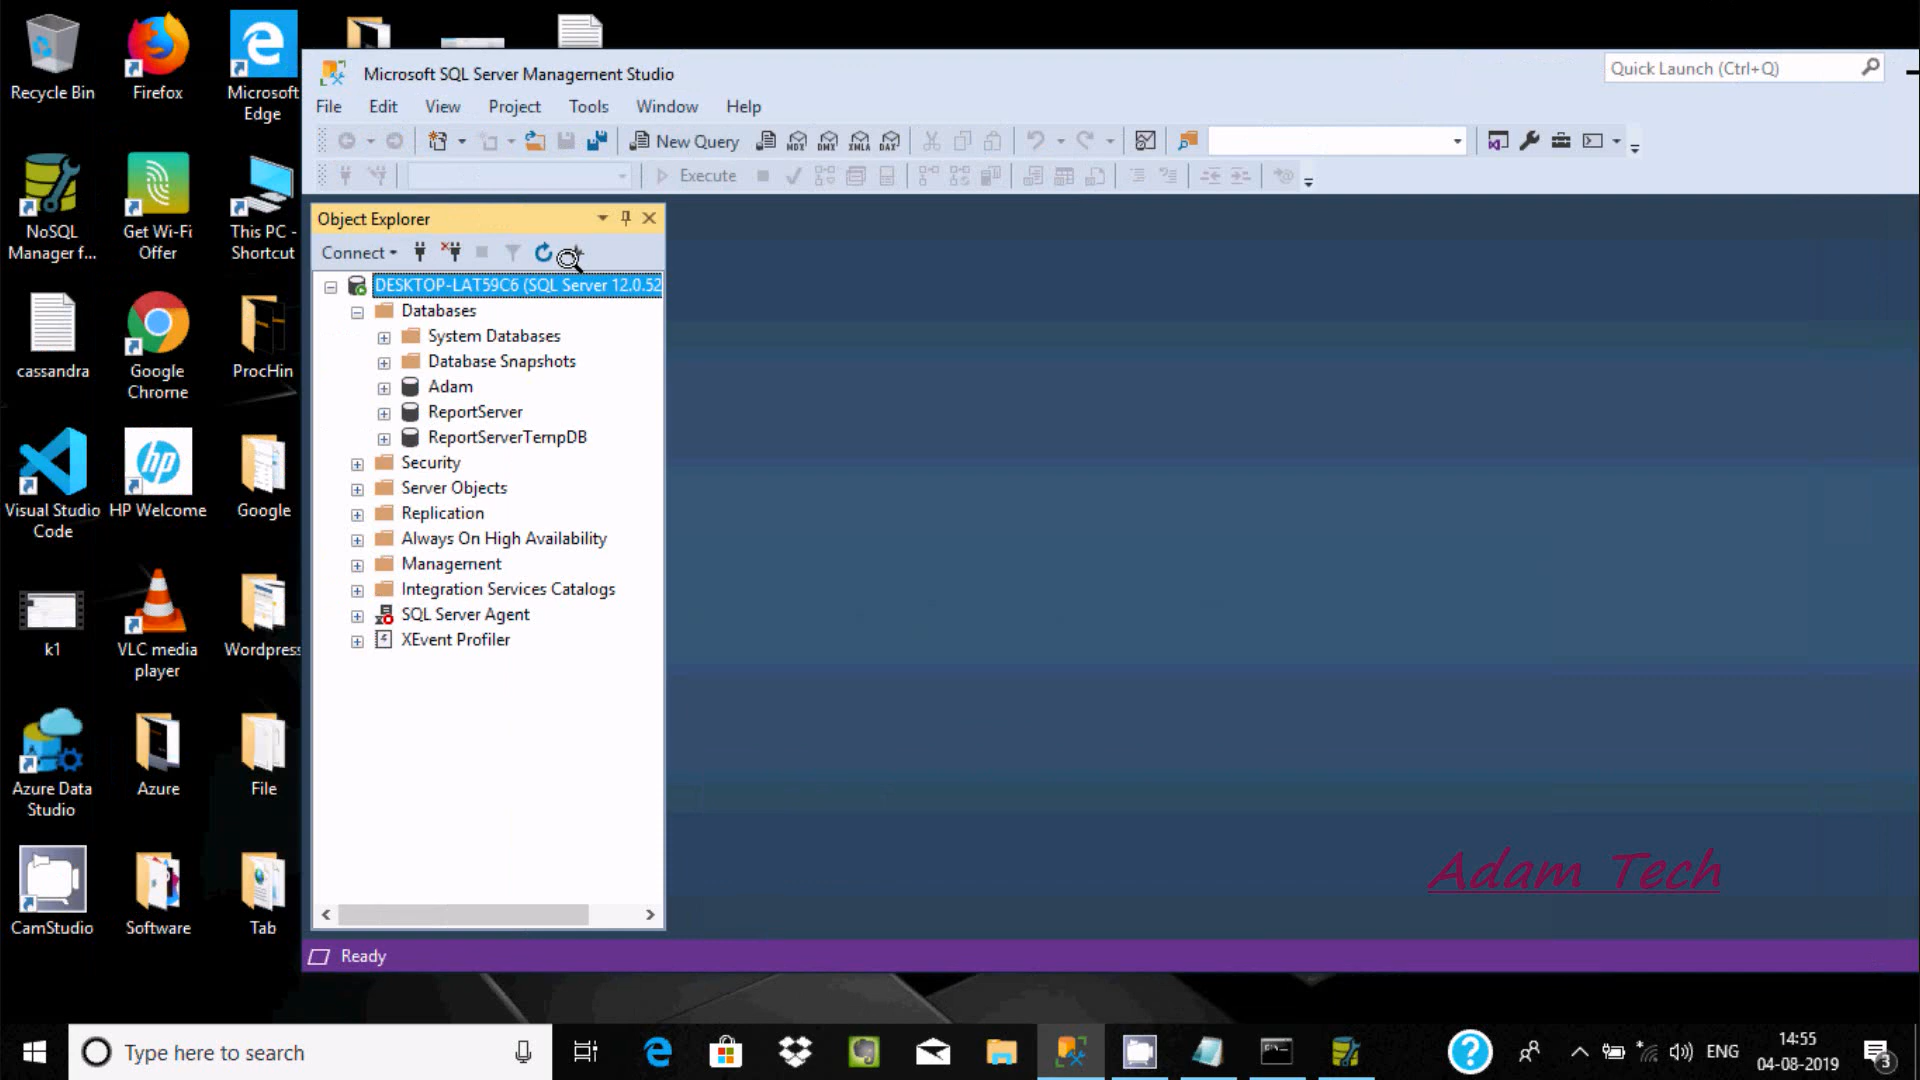 Recycle Bin
Firefox
Microsoft
Edge
NoSQL
Manager f...
Get Wi-Fi
Offer
This PC -
Shortcut
cassandra
Google
Chrome
ProcHin
Visual Studio
Code
HP Welcome
Google
k1
VLC media
player
Wordpress
Azure Data
Studio
Azure
File
CamStudio
Software
Tab
Microsoft SQL Server Management Studio
Quick Launch (Ctrl+Q)
File Edit View Project Tools Window Help
New Query MDX DMX XMLA DAX
Execute
Object Explorer
Connect
DESKTOP-LAT59C6 (SQL Server 12.0.52
Databases
System Databases
Database Snapshots
Adam
ReportServer
ReportServerTempDB
Security
Server Objects
Replication
Always On High Availability
Management
Integration Services Catalogs
SQL Server Agent
XEvent Profiler
Adam Tech
Ready
Type here to search
ENG
14:55
04-08-2019
3